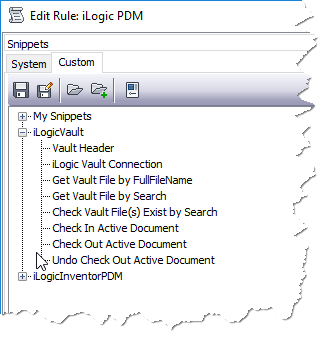 Edit Rule: iLogic PDM
Snippets
System Custom
My Snippets
iLogicVault
Vault Header
iLogic Vault Connection
Get Vault File by FullFileName
Get Vault File by Search
Check Vault File(s) Exist by Search
Check In Active Document
Check Out Active Document
Undo Check Out Active Document
iLogicInventorPDM